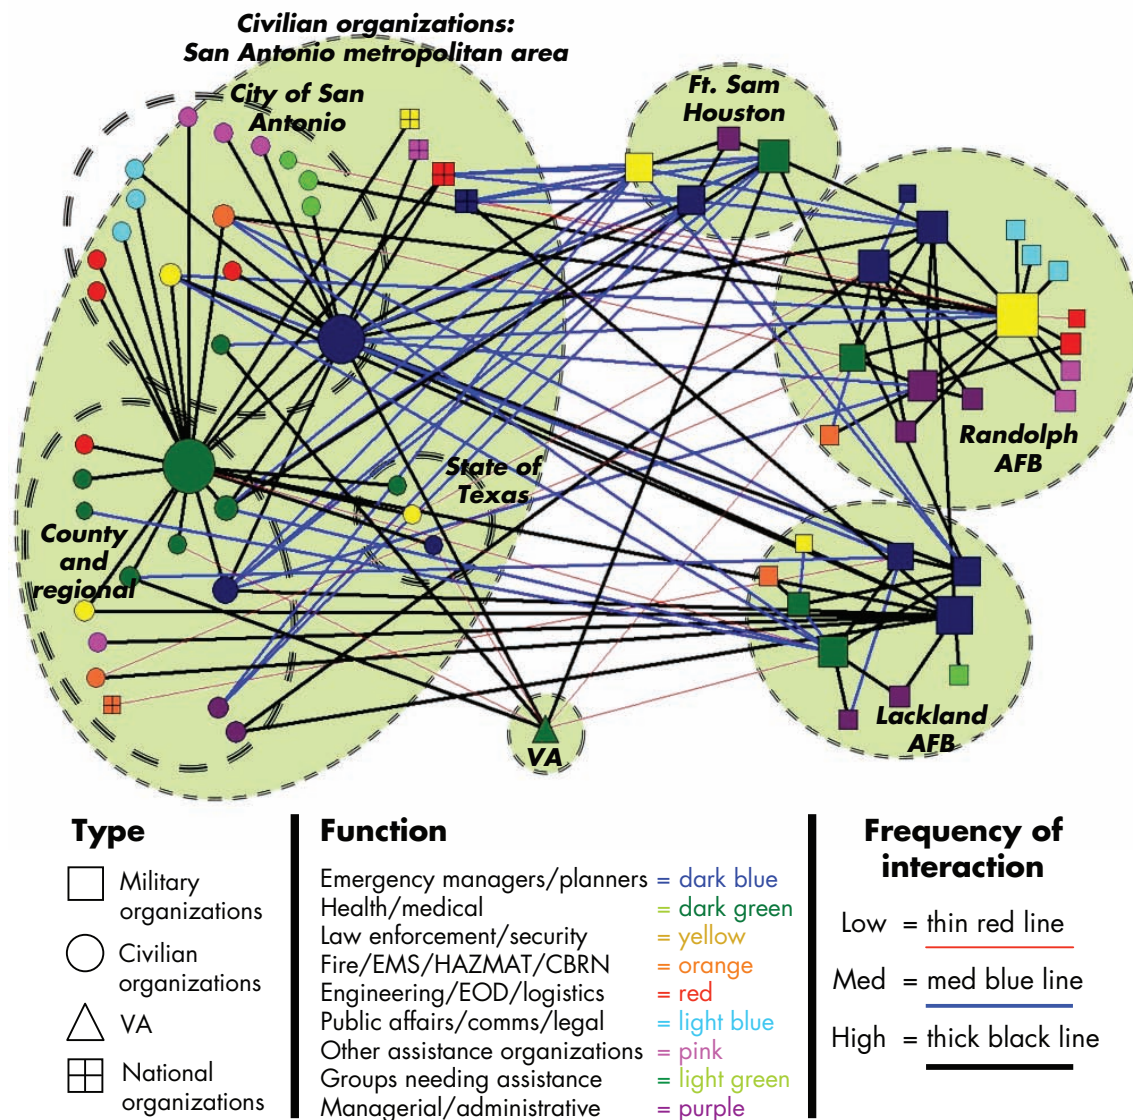 Civilian organizations:
San Antonio metropolitan area
City of San
Antonio
Ft. Sam
Houston
Randolph
AFB
State of
Texas
County
and
regional
Lackland
AFB
VA
Type
Military
organizations
Civilian
organizations
VA
National
organizations
Function
Emergency managers/planners = dark blue
Health/medical = dark green
Law enforcement/security = yellow
Fire/EMS/HAZMAT/CBRN = orange
Engineering/EOD/logistics = red
Public affairs/comms/legal = light blue
Other assistance organizations = pink
Groups needing assistance = light green
Managerial/administrative = purple
Frequency of
interaction
Low = thin red line
Med = med blue line
High = thick black line